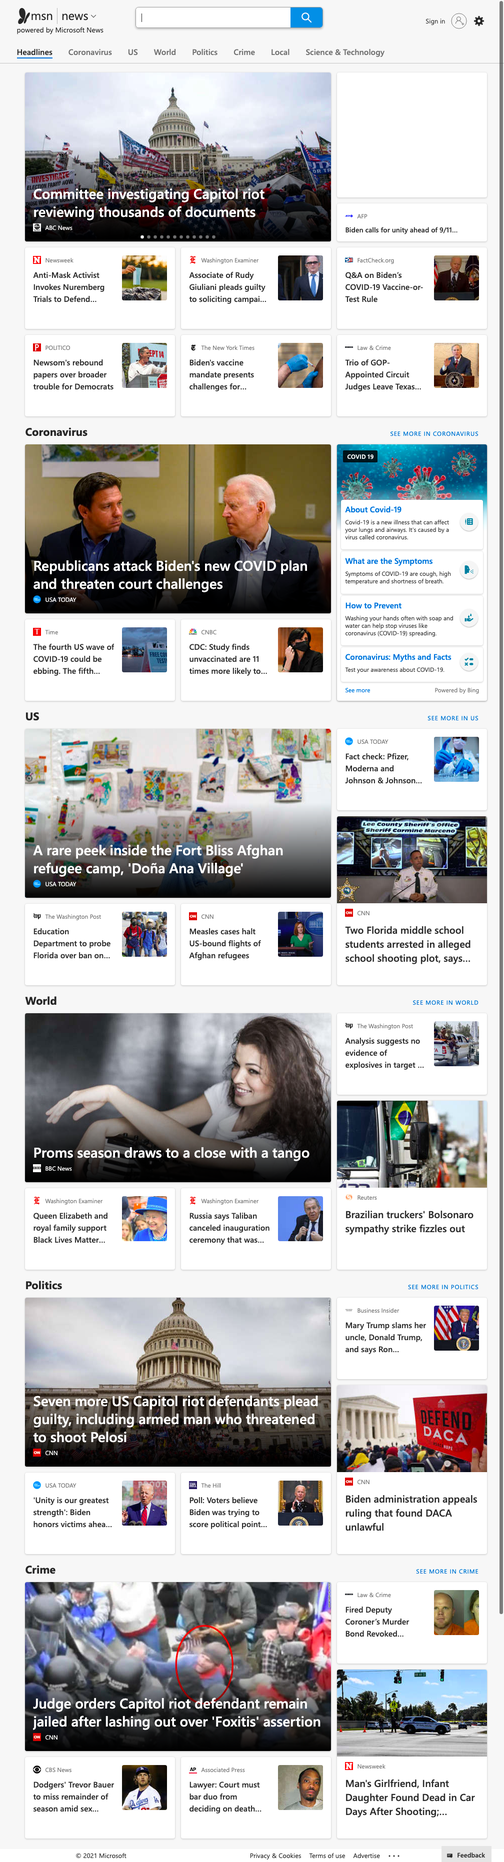 msn | news
powered by Microsoft News
Sign in
Headlines Coronavirus US World Politics Crime Local Science & Technology
Committee investigating Capitol riot
reviewing thousands of documents
ABC News
AFP
Biden calls for unity ahead of 9/11...
Newsweek
Anti-Mask Activist
Invokes Nuremberg
Trials to Defend...
Washington Examiner
Associate of Rudy
Giuliani pleads guilty
to soliciting campai...
FactCheck.org
Q&A on Biden's
COVID-19 Vaccine-or-
Test Rule
POLITICO
Newsom's rebound
papers over broader
trouble for Democrats
The New York Times
Biden's vaccine
mandate presents
challenges for...
Law & Crime
Trio of GOP-
Appointed Circuit
Judges Leave Texas...
Coronavirus
SEE MORE IN CORONAVIRUS
Republicans attack Biden's new COVID plan
and threaten court challenges
USA TODAY
COVID 19
About Covid-19
Covid-19 is a new illness that can affect
your lungs and airways. It's caused by a
virus called coronavirus.
What are the Symptoms
Symptoms of COVID-19 are cough, high
temperature and shortness of breath.
How to Prevent
Washing your hands often with soap and
water can help stop viruses like
coronavirus (COVID-19) spreading.
Coronavirus: Myths and Facts
Test your awareness about COVID-19.
See more
Powered by Bing
Time
The fourth US wave of
COVID-19 could be
ebbing. The fifth...
CNBC
CDC: Study finds
unvaccinated are 11
times more likely to...
US
SEE MORE IN US
A rare peek inside the Fort Bliss Afghan
refugee camp, 'Doña Ana Village'
USA TODAY
USA TODAY
Fact check: Pfizer,
Moderna and
Johnson & Johnson...
Lee County Sheriff's Office
Sheriff Carmine Marceno
CNN
Two Florida middle school
students arrested in alleged
school shooting plot, says...
The Washington Post
Education
Department to probe
Florida over ban on...
CNN
Measles cases halt
US-bound flights of
Afghan refugees
World
SEE MORE IN WORLD
Proms season draws to a close with a tango
BBC News
The Washington Post
Analysis suggests no
evidence of
explosives in target ...
Reuters
Brazilian truckers' Bolsonaro
sympathy strike fizzles out
Washington Examiner
Queen Elizabeth and
royal family support
Black Lives Matter...
Washington Examiner
Russia says Taliban
canceled inauguration
ceremony that was...
Politics
SEE MORE IN POLITICS
Seven more US Capitol riot defendants plead
guilty, including armed man who threatened
to shoot Pelosi
CNN
Business Insider
Mary Trump slams her
uncle, Donald Trump,
and says Ron...
DEFEND
DACA
CNN
Biden administration appeals
ruling that found DACA
unlawful
USA TODAY
'Unity is our greatest
strength': Biden
honors victims ahea...
The Hill
Poll: Voters believe
Biden was trying to
score political point...
Crime
SEE MORE IN CRIME
Judge orders Capitol riot defendant remain
jailed after lashing out over 'Foxitis' assertion
CNN
Law & Crime
Fired Deputy
Coroner's Murder
Bond Revoked...
Newsweek
Man's Girlfriend, Infant
Daughter Found Dead in Car
Days After Shooting;...
CBS News
Dodgers' Trevor Bauer
to miss remainder of
season amid sex...
Associated Press
Lawyer: Court must
bar duo from
deciding on death...
© 2021 Microsoft
Privacy & Cookies Terms of use Advertise ...
Feedback